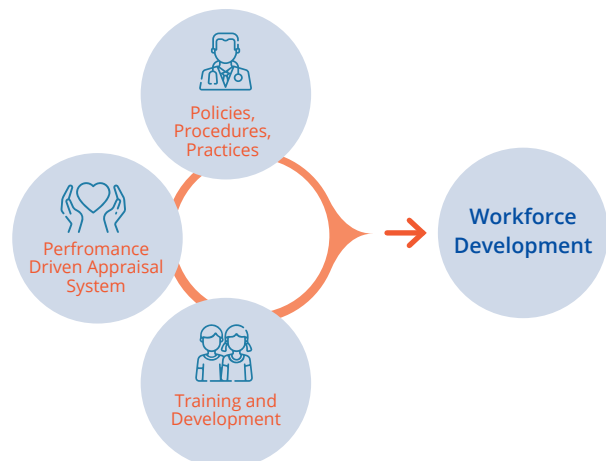 Policies,
Procedures,
Practices
Perfromance
Driven Appraisal
System
Workforce
Development
Training and
Development